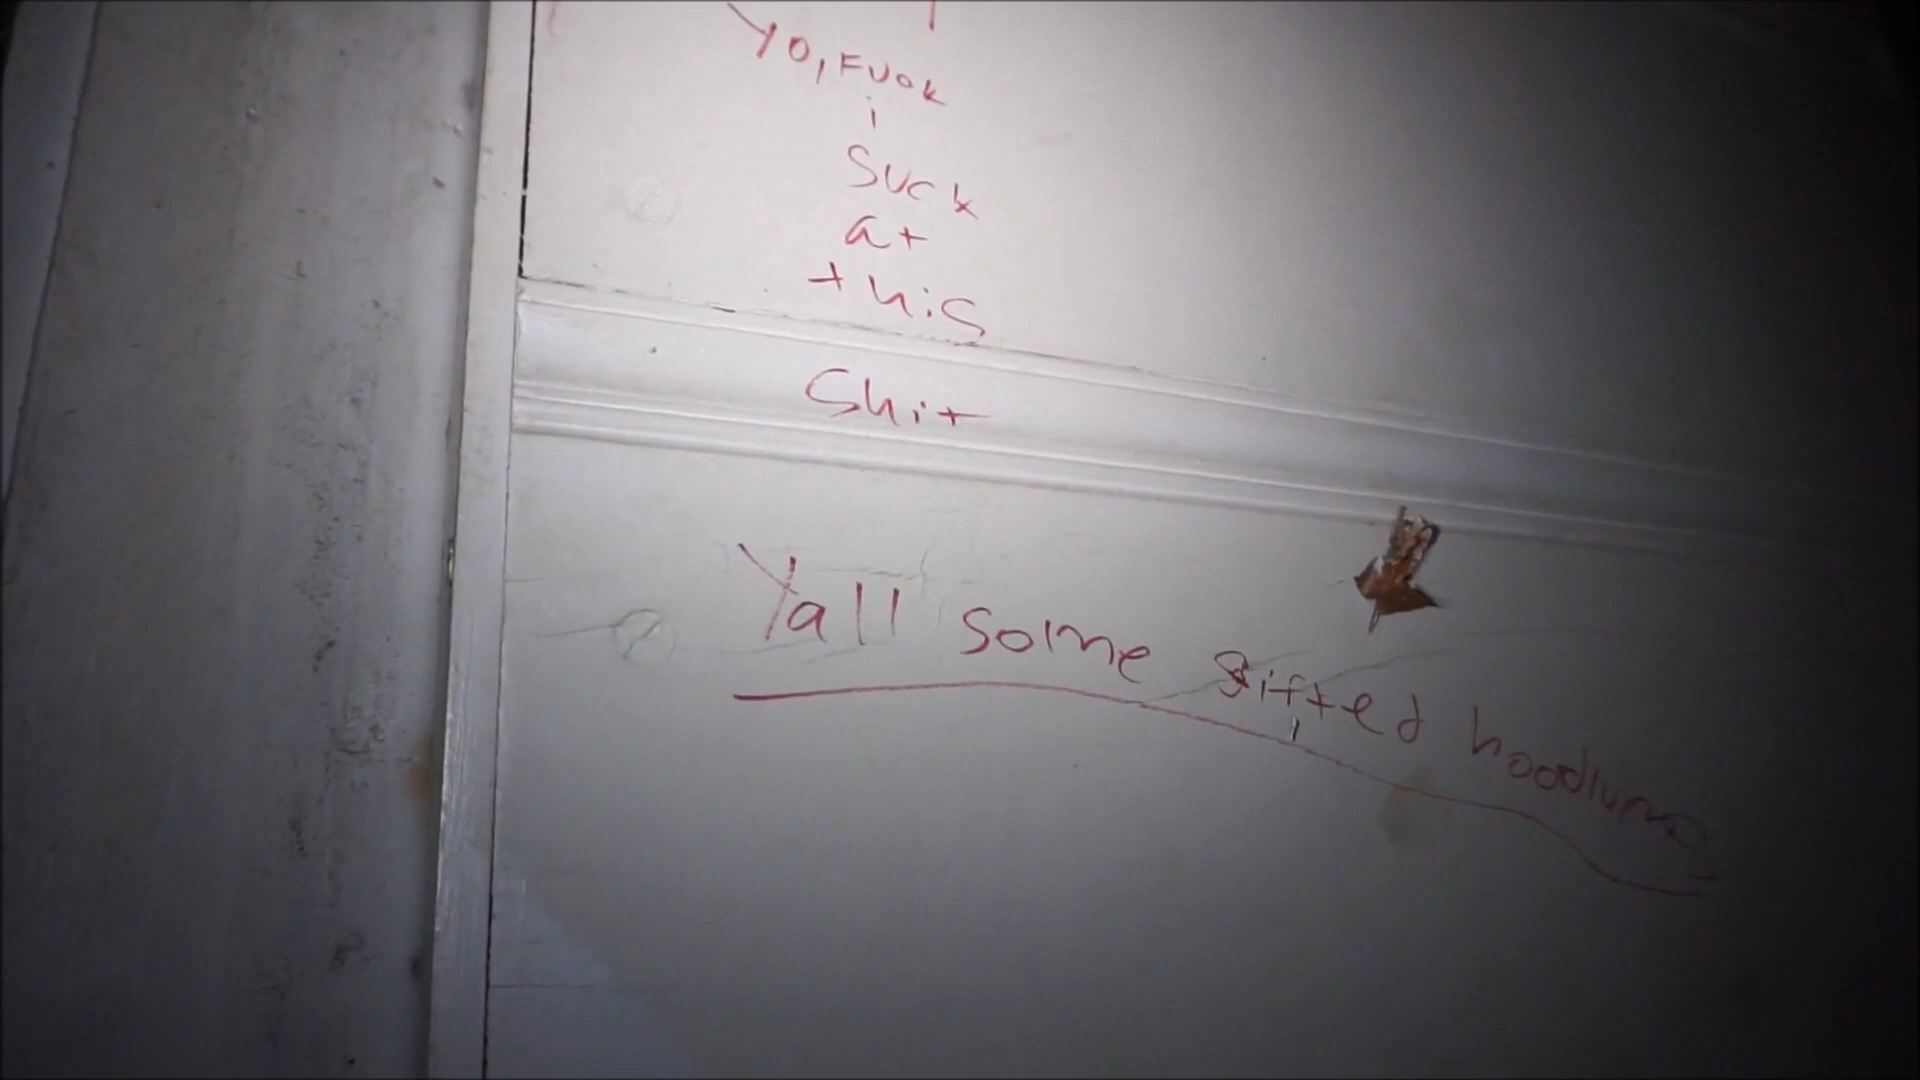 Yo, Fuck
i
Suck
at
this
Shit
Yall some gifted hoodlums